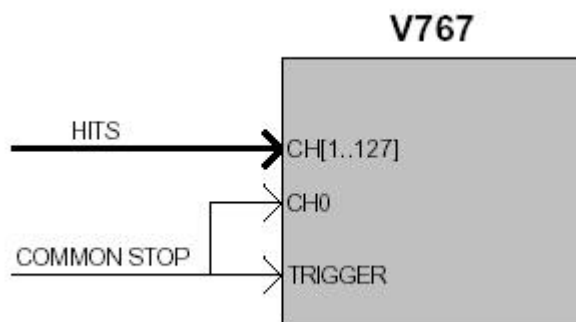 V767
HITS
CH[1..127]
CH0
COMMON STOP
TRIGGER